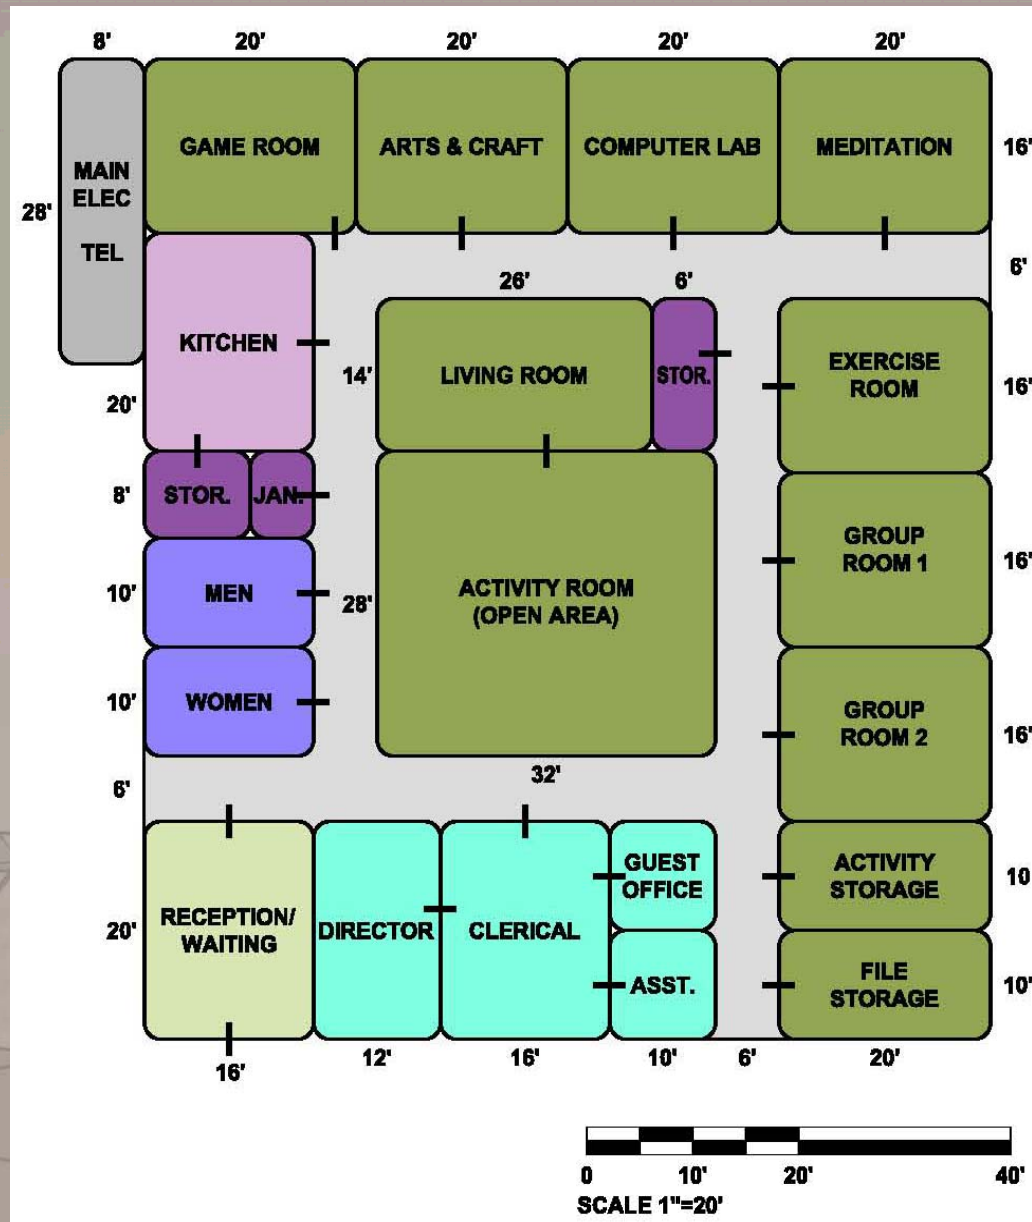 8' 20' 20' 20' 20'
GAME ROOM ARTS & CRAFT COMPUTER LAB MEDITATION 16'
MAIN
ELEC
28'
TEL
6'
26' 6'
KITCHEN
EXERCISE
ROOM
14' LIVING ROOM STOR. 16'
20'
8' STOR. JAN.
GROUP
ROOM 1
16'
ACTIVITY ROOM
(OPEN AREA)
10' MEN 28'
10' WOMEN
GROUP
ROOM 2
16'
32'
6'
GUEST
OFFICE
ACTIVITY
STORAGE
10
RECEPTION/
WAITING
20' DIRECTOR CLERICAL
ASST.
FILE
STORAGE
10'
16' 12' 16' 10' 6' 20'
0 10' 20' 40'
SCALE 1"=20'